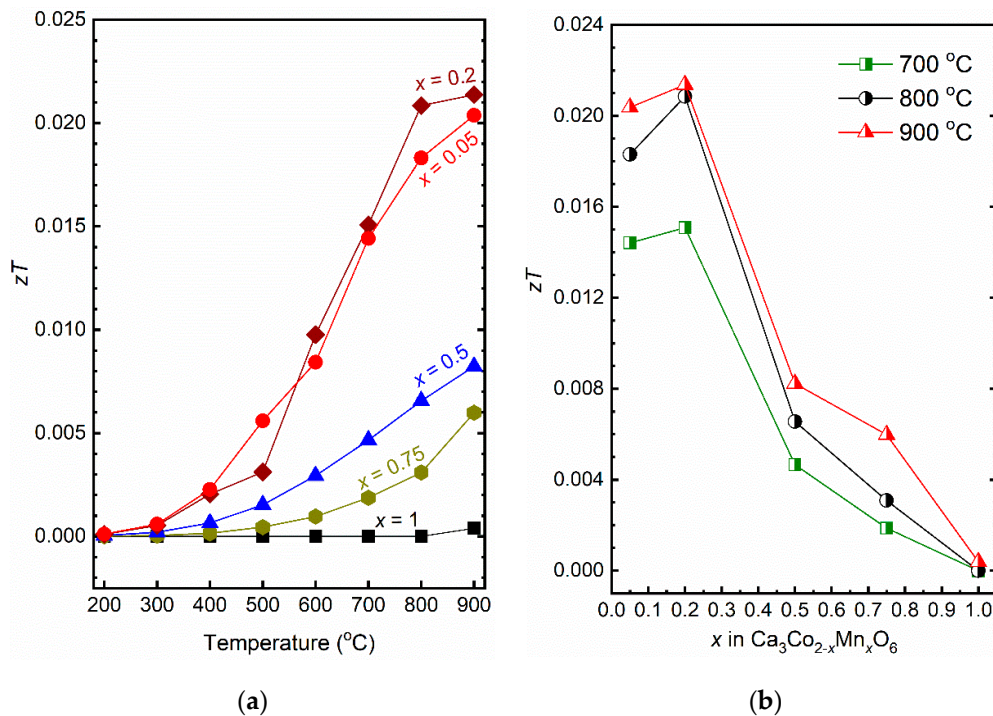 0.025
0.020
0.015
0.010
0.005
0.000
zT
x = 0.2
x = 0.05
x = 0.5
x = 0.75
x = 1
200 300 400 500 600 700 800 900
Temperature (°C)
(a)
700 °C
800 °C
900 °C
0.020
0.016
0.012
0.008
0.004
0.000
zT
0.0 0.1 0.2 0.3 0.4 0.5 0.6 0.7 0.8 0.9 1.0
x in Ca₃Co₂₋ₓMnₓO₆
(b)